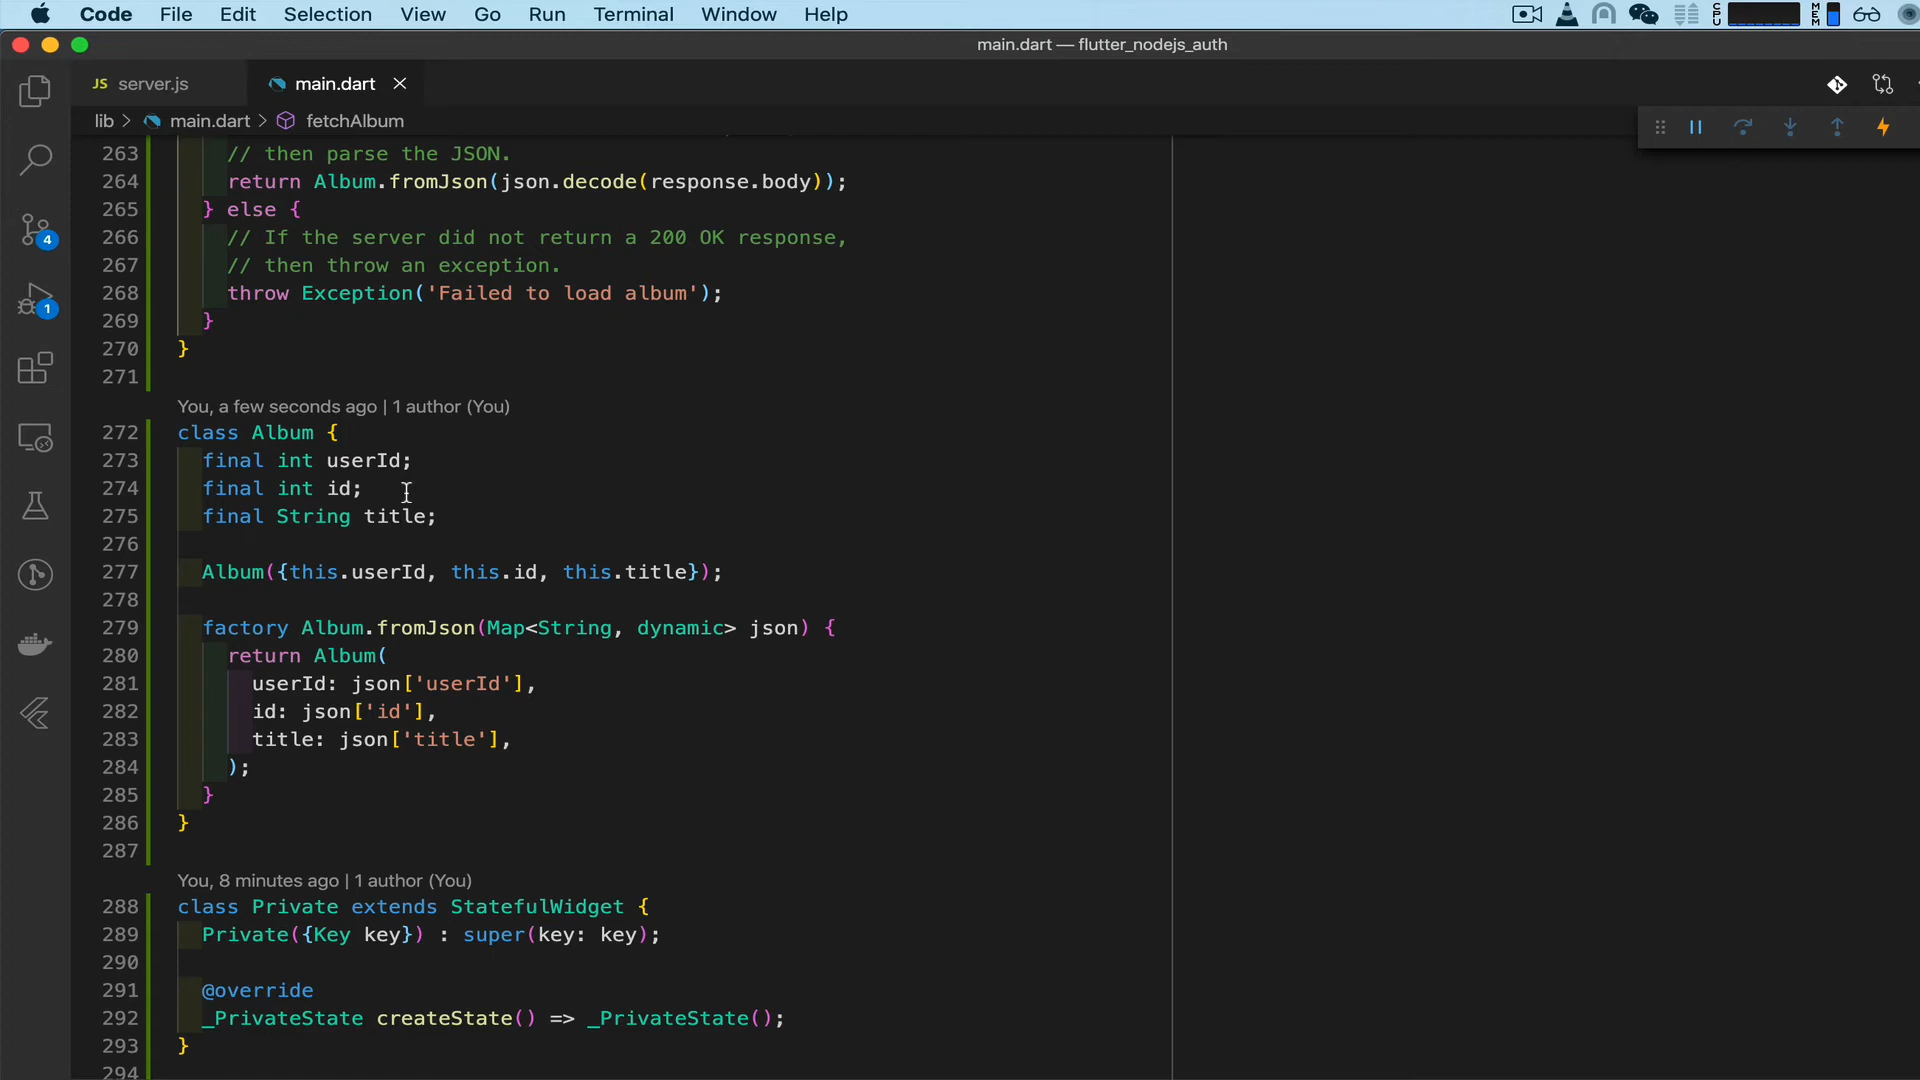 Code File Edit Selection View Go Run Terminal Window Help CPU MEM
main.dart — flutter_nodejs_auth
JS server.js main.dart
lib > main.dart > fetchAlbum
263 // then parse the JSON.
264 return Album.fromJson(json.decode(response.body));
265 } else {
266 // If the server did not return a 200 OK response,
267 // then throw an exception.
268 throw Exception('Failed to load album');
269 }
270 }
271
You, a few seconds ago | 1 author (You)
272 class Album {
273 final int userId;
274 final int id;
275 final String title;
276
277 Album({this.userId, this.id, this.title});
278
279 factory Album.fromJson(Map<String, dynamic> json) {
280 return Album(
281 userId: json['userId'],
282 id: json['id'],
283 title: json['title'],
284 );
285 }
286 }
287
You, 8 minutes ago | 1 author (You)
288 class Private extends StatefulWidget {
289 Private({Key key}) : super(key: key);
290
291 @override
292 _PrivateState createState() => _PrivateState();
293 }
294
4
1